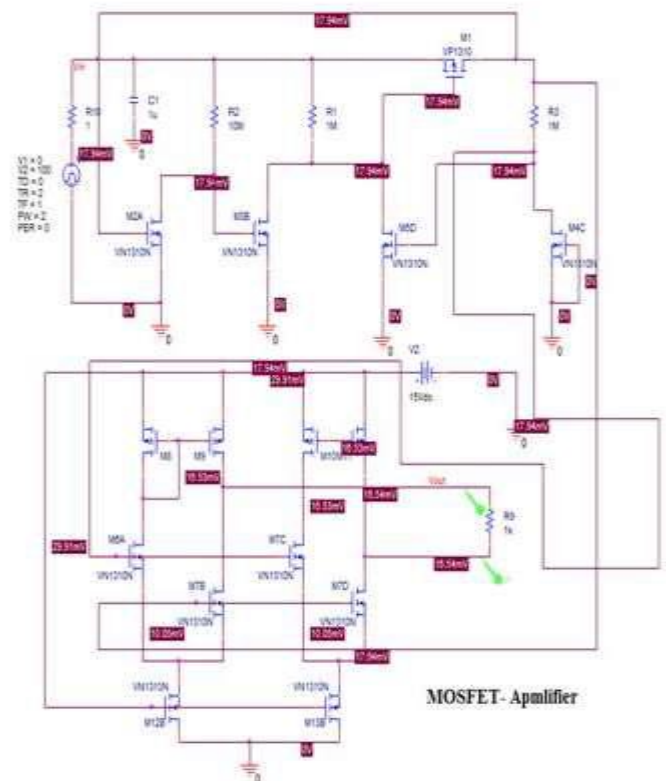 17.94mV
M1
VP1310
Vin
0V
R10
1
C1
1u
0V
0
R2
10M
R1
1M
17.94mV
R3
1M
V1 = 0
V2 = 100
TD = 0
TR = 2
TF = 1
PW = 2
PER = 0
17.94mV
17.94mV
17.94mV
17.94mV
M2A
VN1310N
M3B
VN1310N
M5D
VN1310N
M4C
VN1310N
0V
0V
0V
0V
0
0
0
0
17.94mV
29.91mV
V2
15Vdc
0V
17.94mV
0
M8
M9
M10
16.53mV
16.53mV
16.53mV
16.54mV
Vout
R9
1k
16.54mV
29.91mV
M6A
VN1310N
M7C
VN1310N
M7B
VN1310N
M7D
VN1310N
10.05mV
10.05mV
17.94mV
VN1310N
M12B
VN1310N
M13B
0V
0
MOSFET- Apmlifier